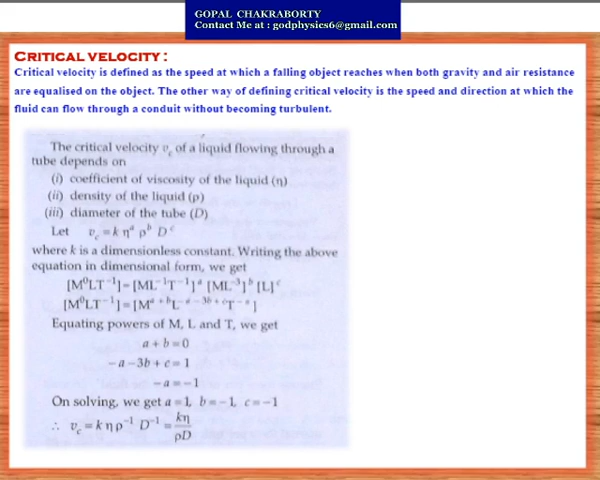 GOPAL CHAKRABORTY
Contact Me at : godphysics6@gmail.com
CRITICAL VELOCITY :
Critical velocity is defined as the speed at which a falling object reaches when both gravity and air resistance
are equalised on the object. The other way of defining critical velocity is the speed and direction at which the
fluid can flow through a conduit without becoming turbulent.
The critical velocity v_c of a liquid flowing through a
tube depends on
(i) coefficient of viscosity of the liquid (η)
(ii) density of the liquid (ρ)
(iii) diameter of the tube (D)
Let v_c = k η^a ρ^b D^c
where k is a dimensionless constant. Writing the above
equation in dimensional form, we get
[M⁰LT⁻¹] = [ML⁻¹T⁻¹]^a [ML⁻³]^b [L]^c
[M⁰LT⁻¹] = [M^(a + b) L^(-a - 3b + c) T^(-a)]
Equating powers of M, L and T, we get
a + b = 0
-a - 3b + c = 1
-a = -1
On solving, we get a = 1, b = -1, c = -1
∴ v_c = k η ρ⁻¹ D⁻¹ = kη/ρD